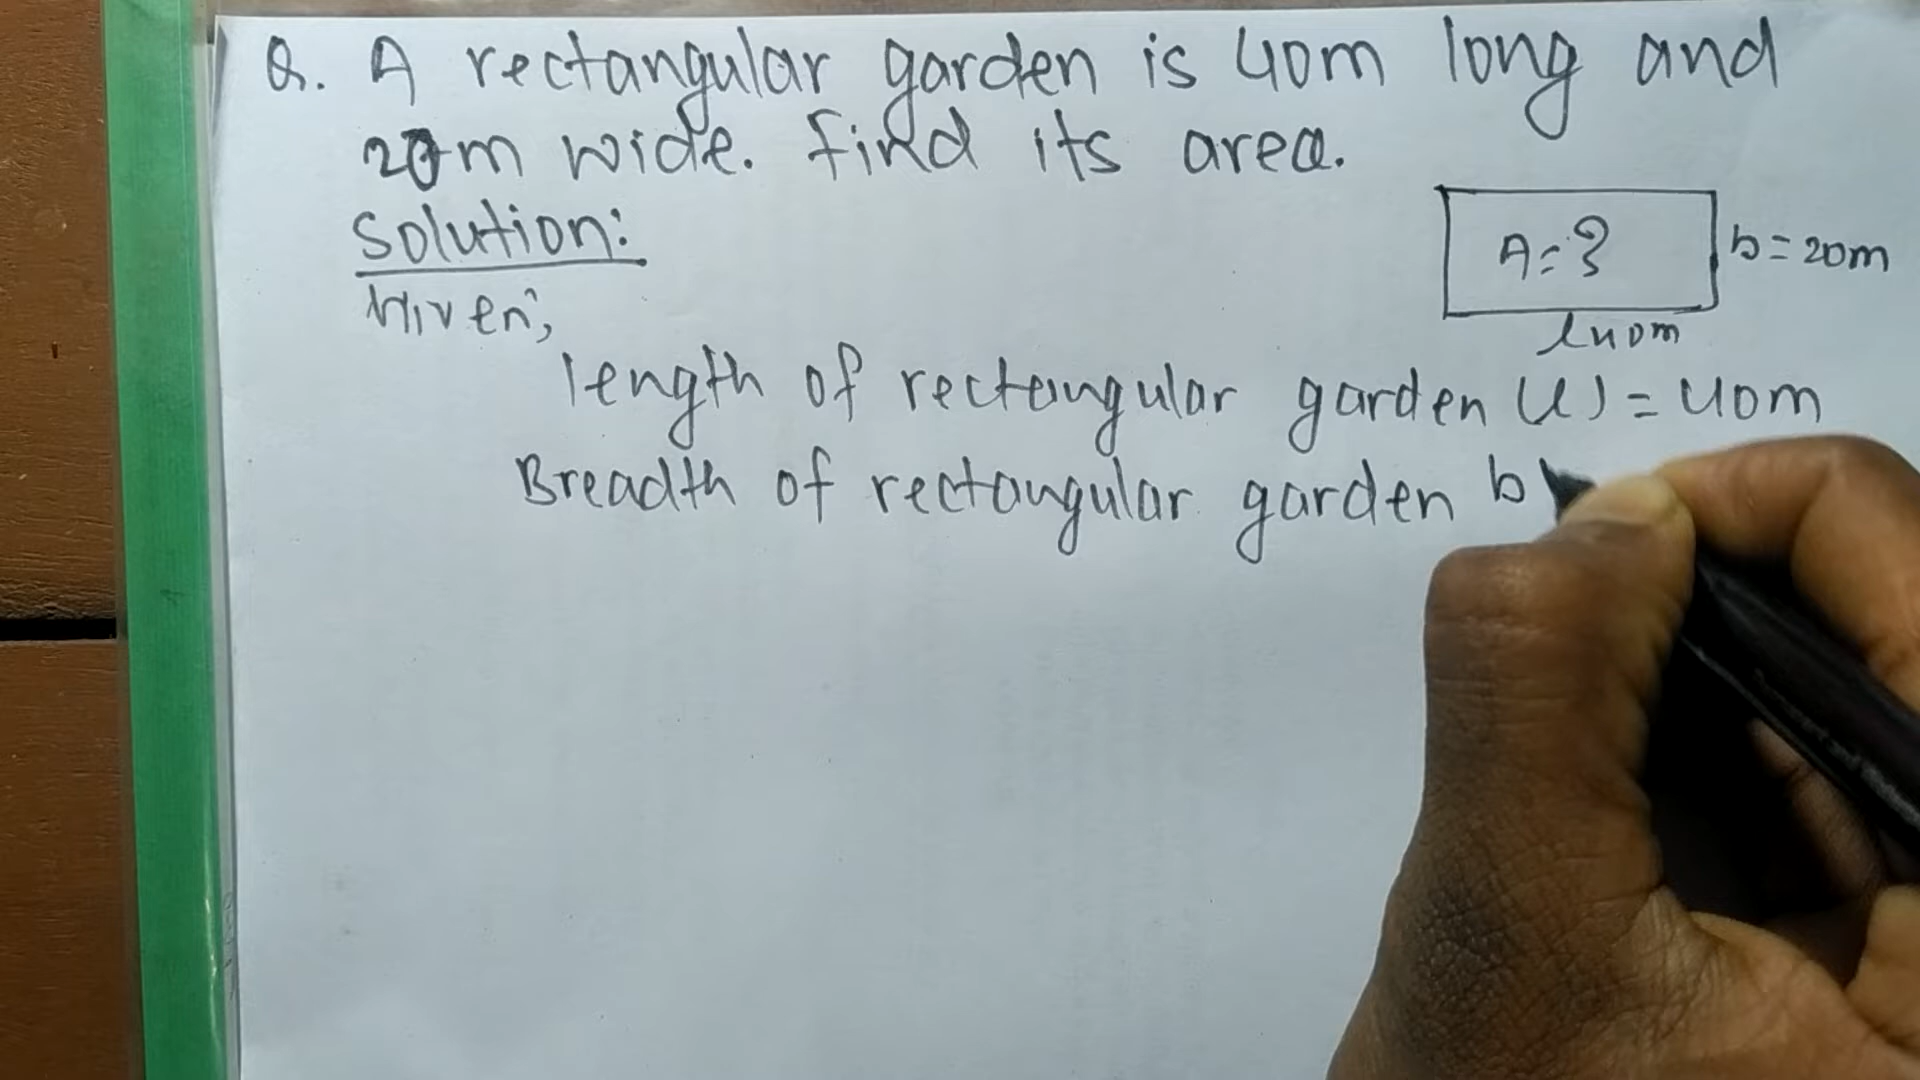 Q. A rectangular garden is 40m long and
20m wide. find its area.
Solution:
Given,
A=?
b=20m
l 40m
length of rectangular garden (l) = 40m
Breadth of rectangular garden b